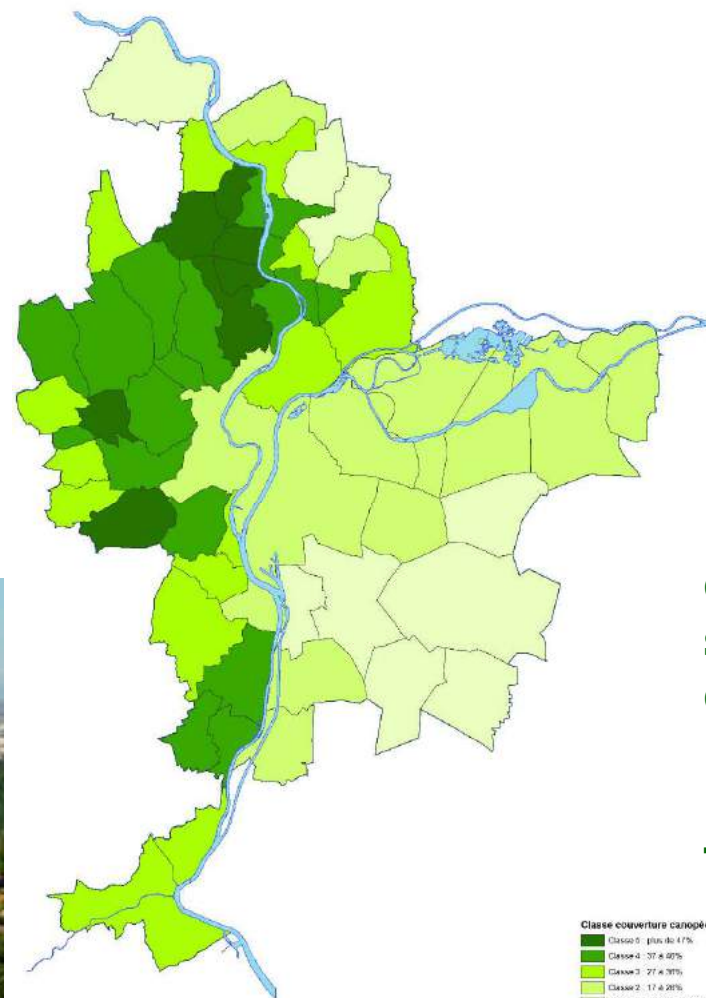 Classe couverture canopé
Classe 5 : plus de 47%
Classe 4 : 37 à 46%
Classe 3 : 27 à 36%
Classe 2 : 17 à 26%